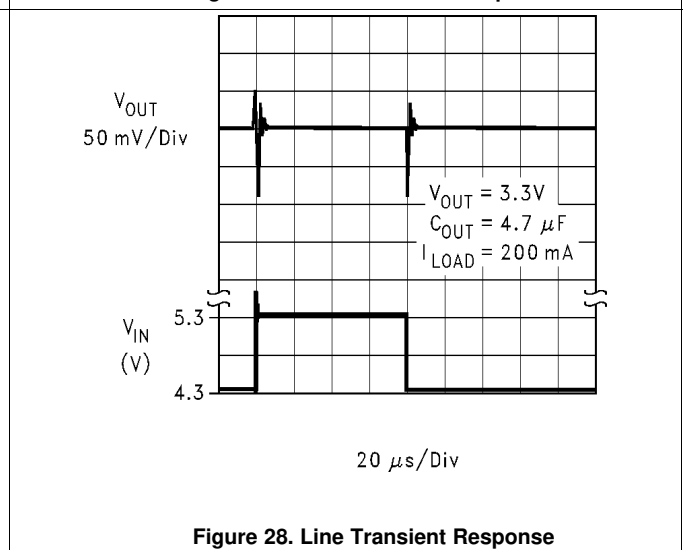 V_OUT
50 mV/Div
V_OUT = 3.3V
C_OUT = 4.7 μF
I_LOAD = 200 mA
V_IN
(V)
5.3
4.3
20 μs/Div
Figure 28. Line Transient Response